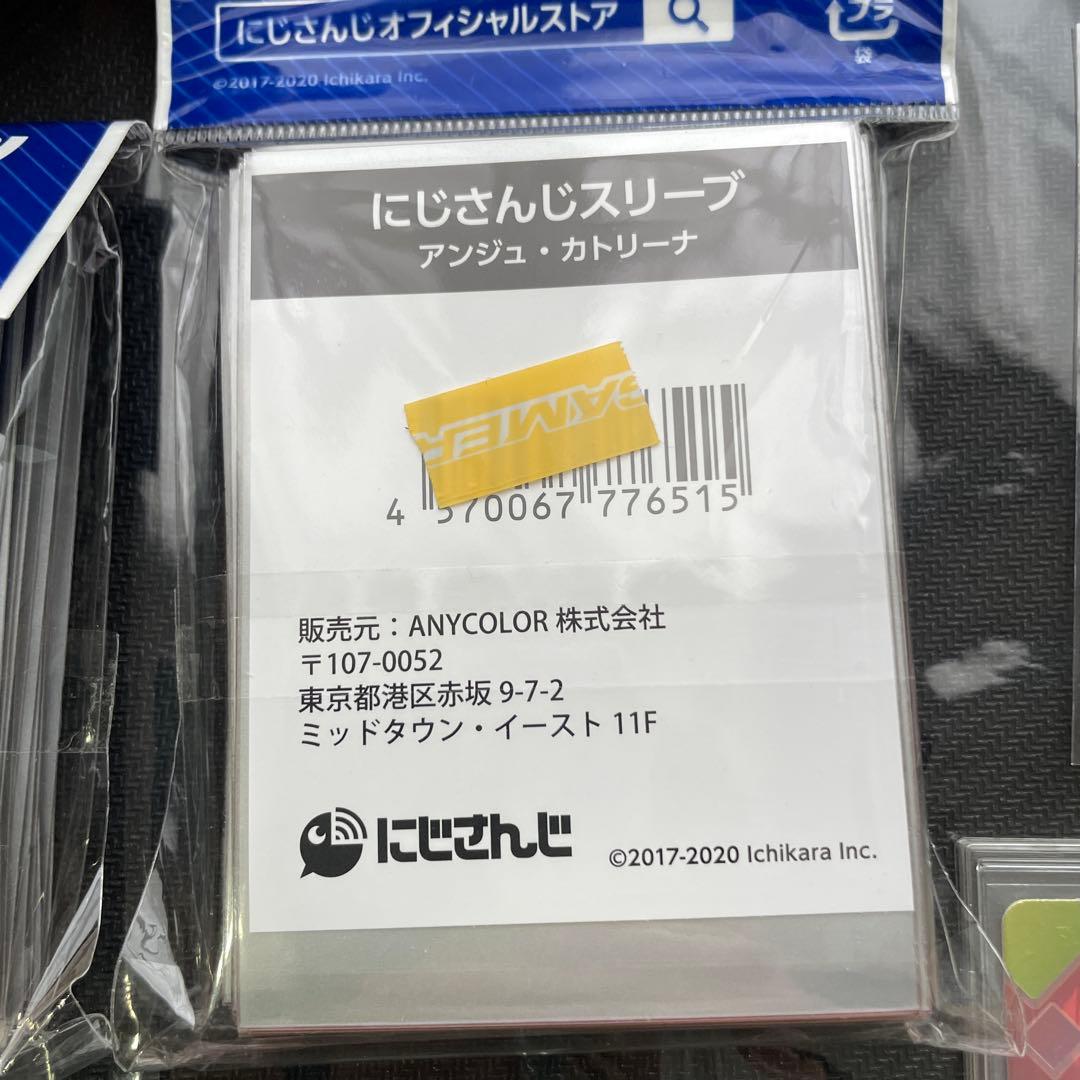 にじさんじオフィシャルストア
プラ
袋
©2017-2020 Ichikara Inc.
にじさんじスリーブ
アンジュ・カトリーナ
GAMER
4 570067 776515
販売元：ANYCOLOR 株式会社
〒107-0052
東京都港区赤坂 9-7-2
ミッドタウン・イースト 11F
にじさんじ
©2017-2020 Ichikara Inc.